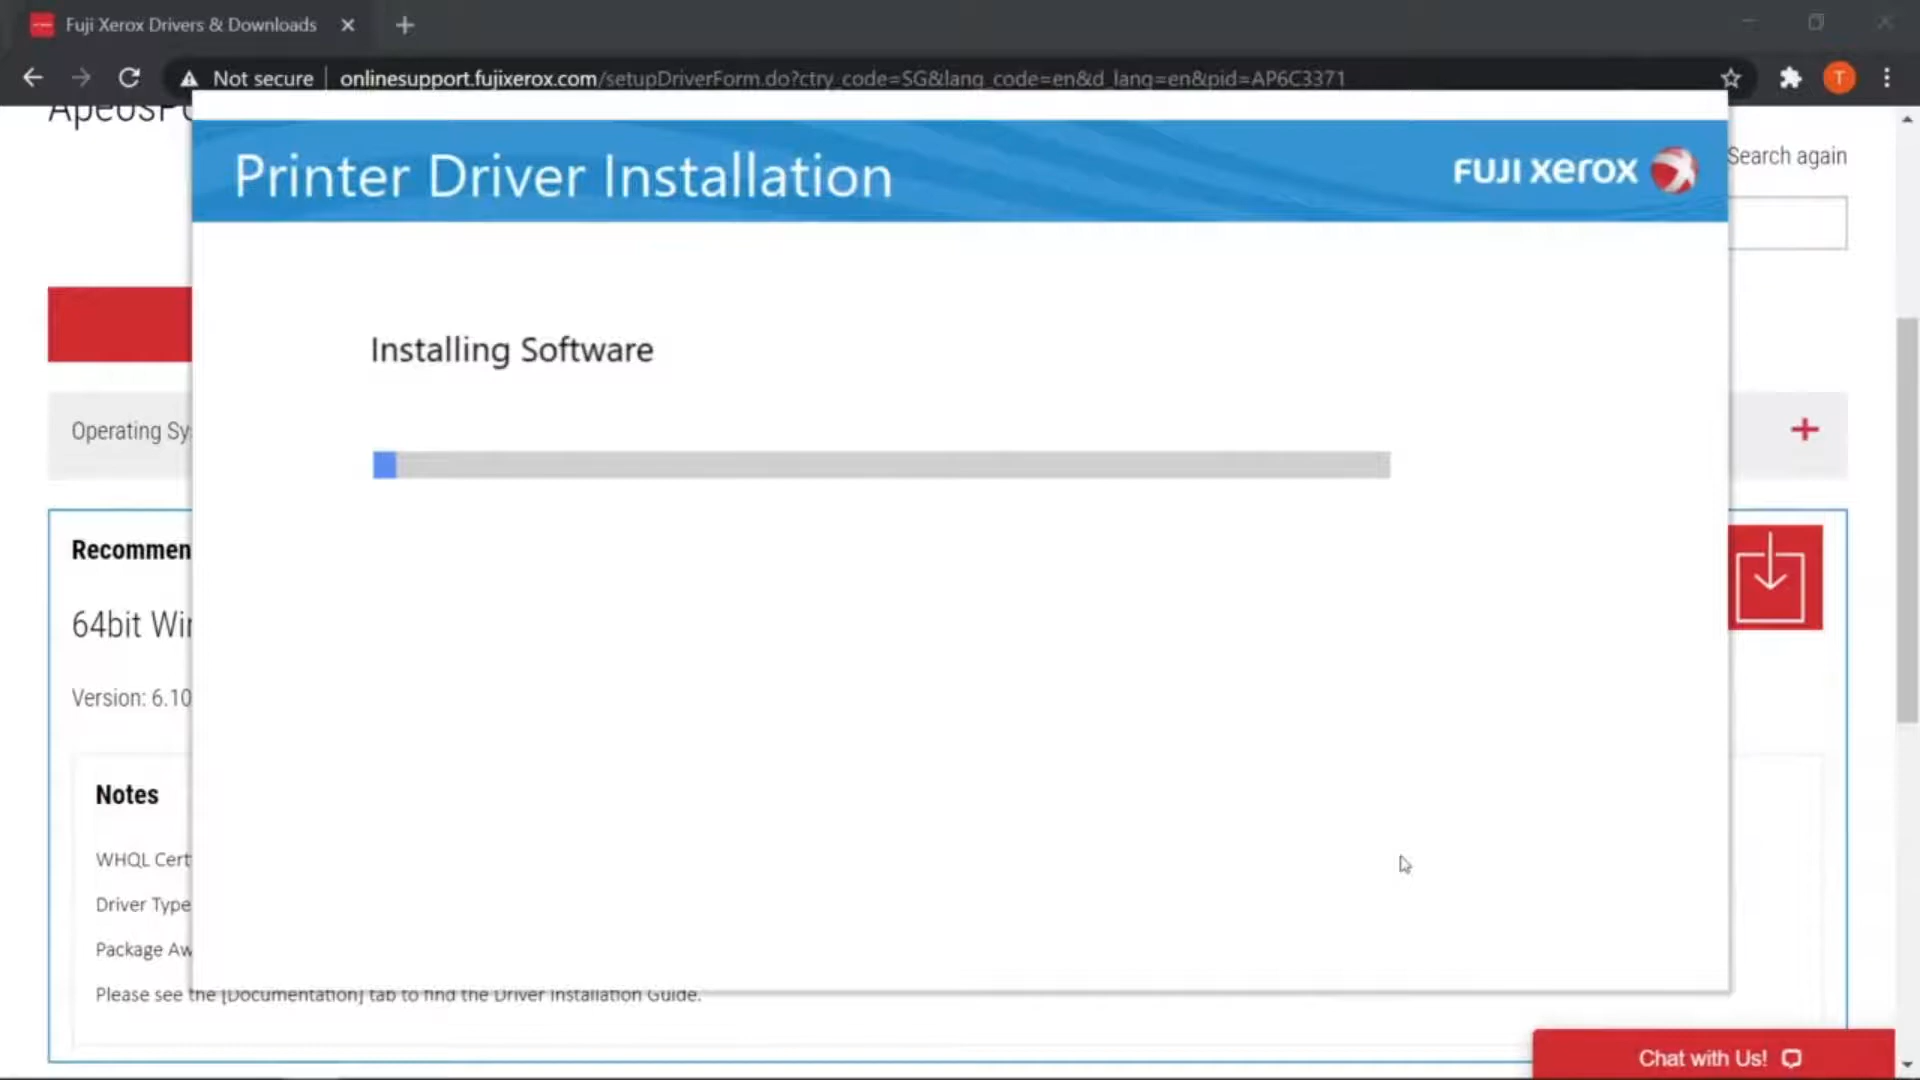 Fuji Xerox Drivers & Downloads
Not secure onlinesupport.fujixerox.com/setupDriverForm.do?ctry_code=SG&lang_code=en&d_lang=en&pid=AP6C3371
T
Printer Driver Installation
FUJI xerox
Search again
Installing Software
Operating Sy
Recommen
64bit Wi
Version: 6.10
Notes
WHQL Cert
Driver Type
Package Aw
Please see the [Documentation] tab to find the Driver Installation Guide.
Chat with Us!